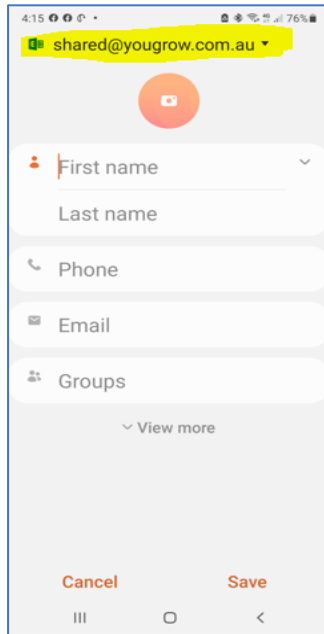 4:15
76%
shared@yougrow.com.au
First name
Last name
Phone
Email
Groups
View more
Cancel
Save